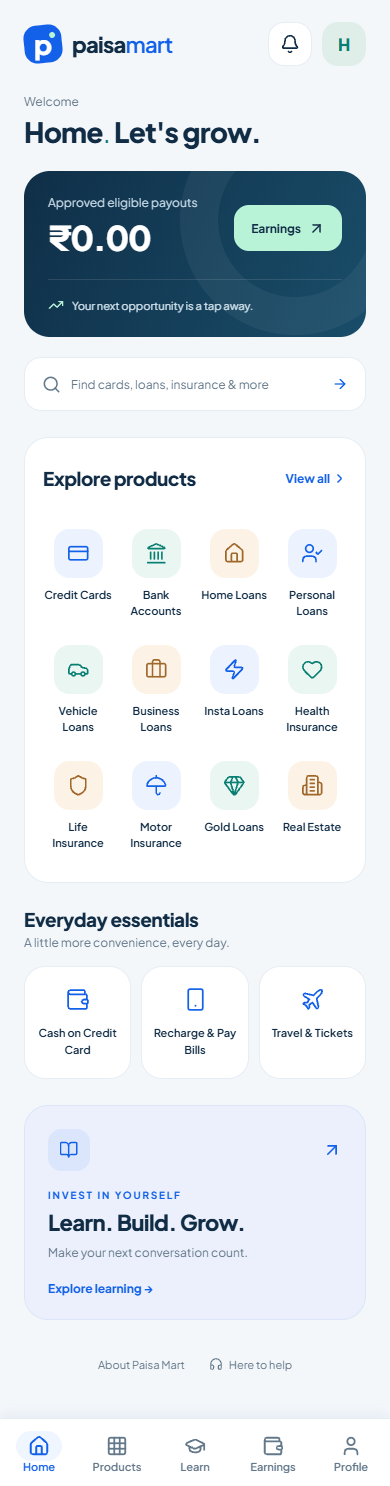 paisamart
H
Welcome
Home. Let's grow.
Approved eligible payouts
₹0.00
Earnings
Your next opportunity is a tap away.
Find cards, loans, insurance & more
Explore products
View all
Credit Cards
Bank
Accounts
Home Loans
Personal
Loans
Vehicle
Loans
Business
Loans
Insta Loans
Health
Insurance
Life
Insurance
Motor
Insurance
Gold Loans
Real Estate
Everyday essentials
A little more convenience, every day.
Cash on Credit
Card
Recharge & Pay
Bills
Travel & Tickets
INVEST IN YOURSELF
Learn. Build. Grow.
Make your next conversation count.
Explore learning →
About Paisa Mart
Here to help
Home
Products
Learn
Earnings
Profile